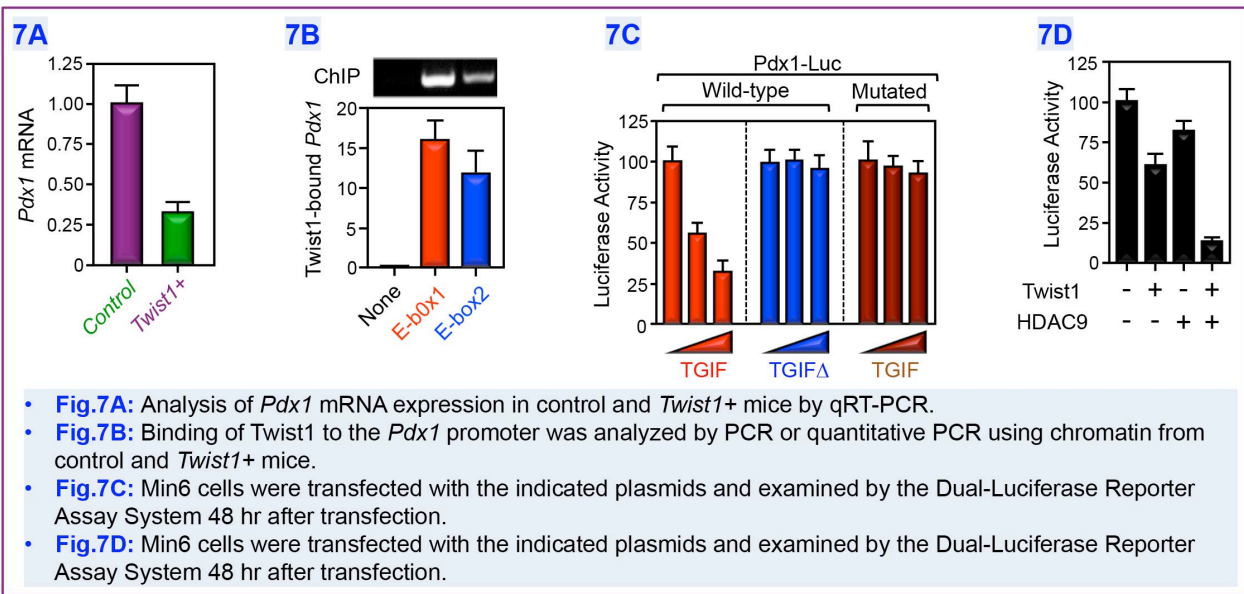 7A
1.25
1.00
0.75
0.50
0.25
0
Pdx1 mRNA
Control
Twist1+
7B
ChIP
20
15
10
5
0
Twist1-bound Pdx1
None
E-b0x1
E-box2
7C
Pdx1-Luc
Wild-type
Mutated
125
100
75
50
25
0
Luciferase Activity
TGIF
TGIFΔ
TGIF
7D
125
100
75
50
25
0
Luciferase Activity
Twist1 - + - +
HDAC9 - - + +
• Fig.7A: Analysis of Pdx1 mRNA expression in control and Twist1+ mice by qRT-PCR.
• Fig.7B: Binding of Twist1 to the Pdx1 promoter was analyzed by PCR or quantitative PCR using chromatin from
control and Twist1+ mice.
• Fig.7C: Min6 cells were transfected with the indicated plasmids and examined by the Dual-Luciferase Reporter
Assay System 48 hr after transfection.
• Fig.7D: Min6 cells were transfected with the indicated plasmids and examined by the Dual-Luciferase Reporter
Assay System 48 hr after transfection.